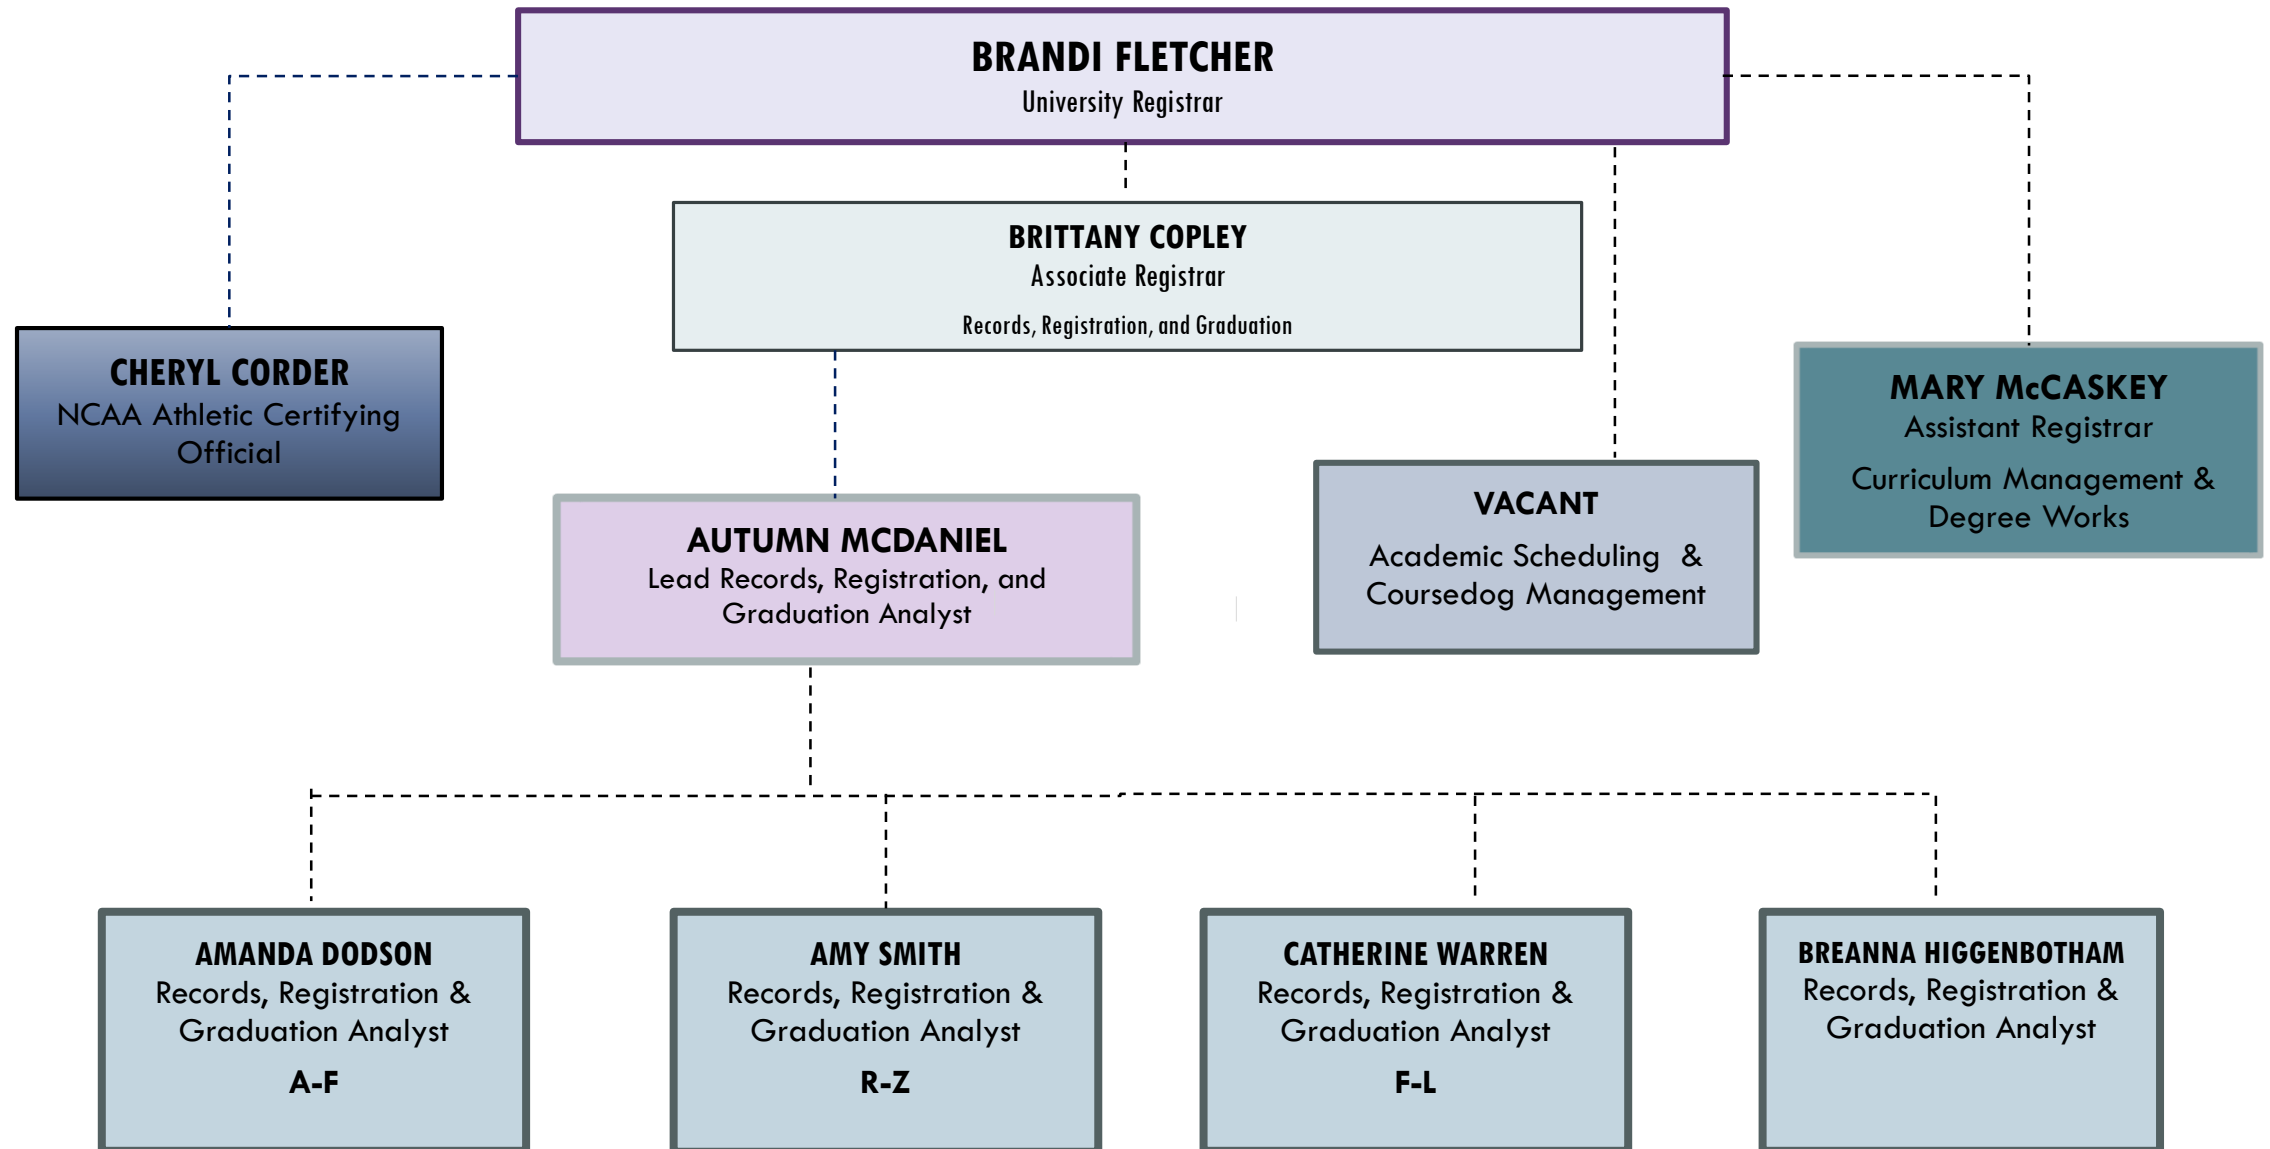 BRANDI FLETCHER
University Registrar
BRITTANY COPLEY
Associate Registrar
Records, Registration, and Graduation
CHERYL CORDER
NCAA Athletic Certifying
Official
MARY McCASKEY
Assistant Registrar
Curriculum Management &
Degree Works
AUTUMN MCDANIEL
Lead Records, Registration, and
Graduation Analyst
VACANT
Academic Scheduling &
Coursedog Management
AMANDA DODSON
Records, Registration &
Graduation Analyst
A-F
AMY SMITH
Records, Registration &
Graduation Analyst
R-Z
CATHERINE WARREN
Records, Registration &
Graduation Analyst
F-L
BREANNA HIGGENBOTHAM
Records, Registration &
Graduation Analyst